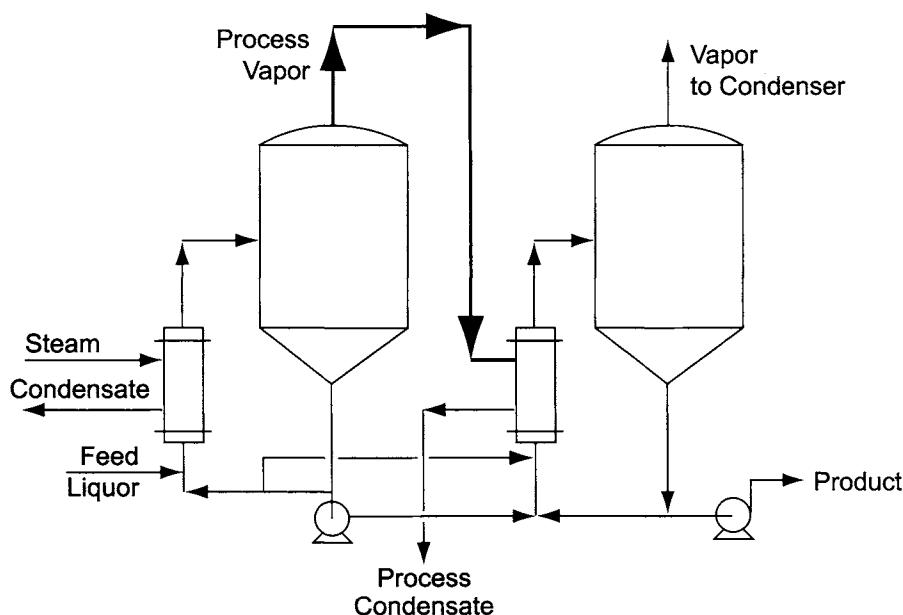 Process
Vapor
Vapor
to Condenser
Steam
Condensate
Feed
Liquor
Product
Process
Condensate